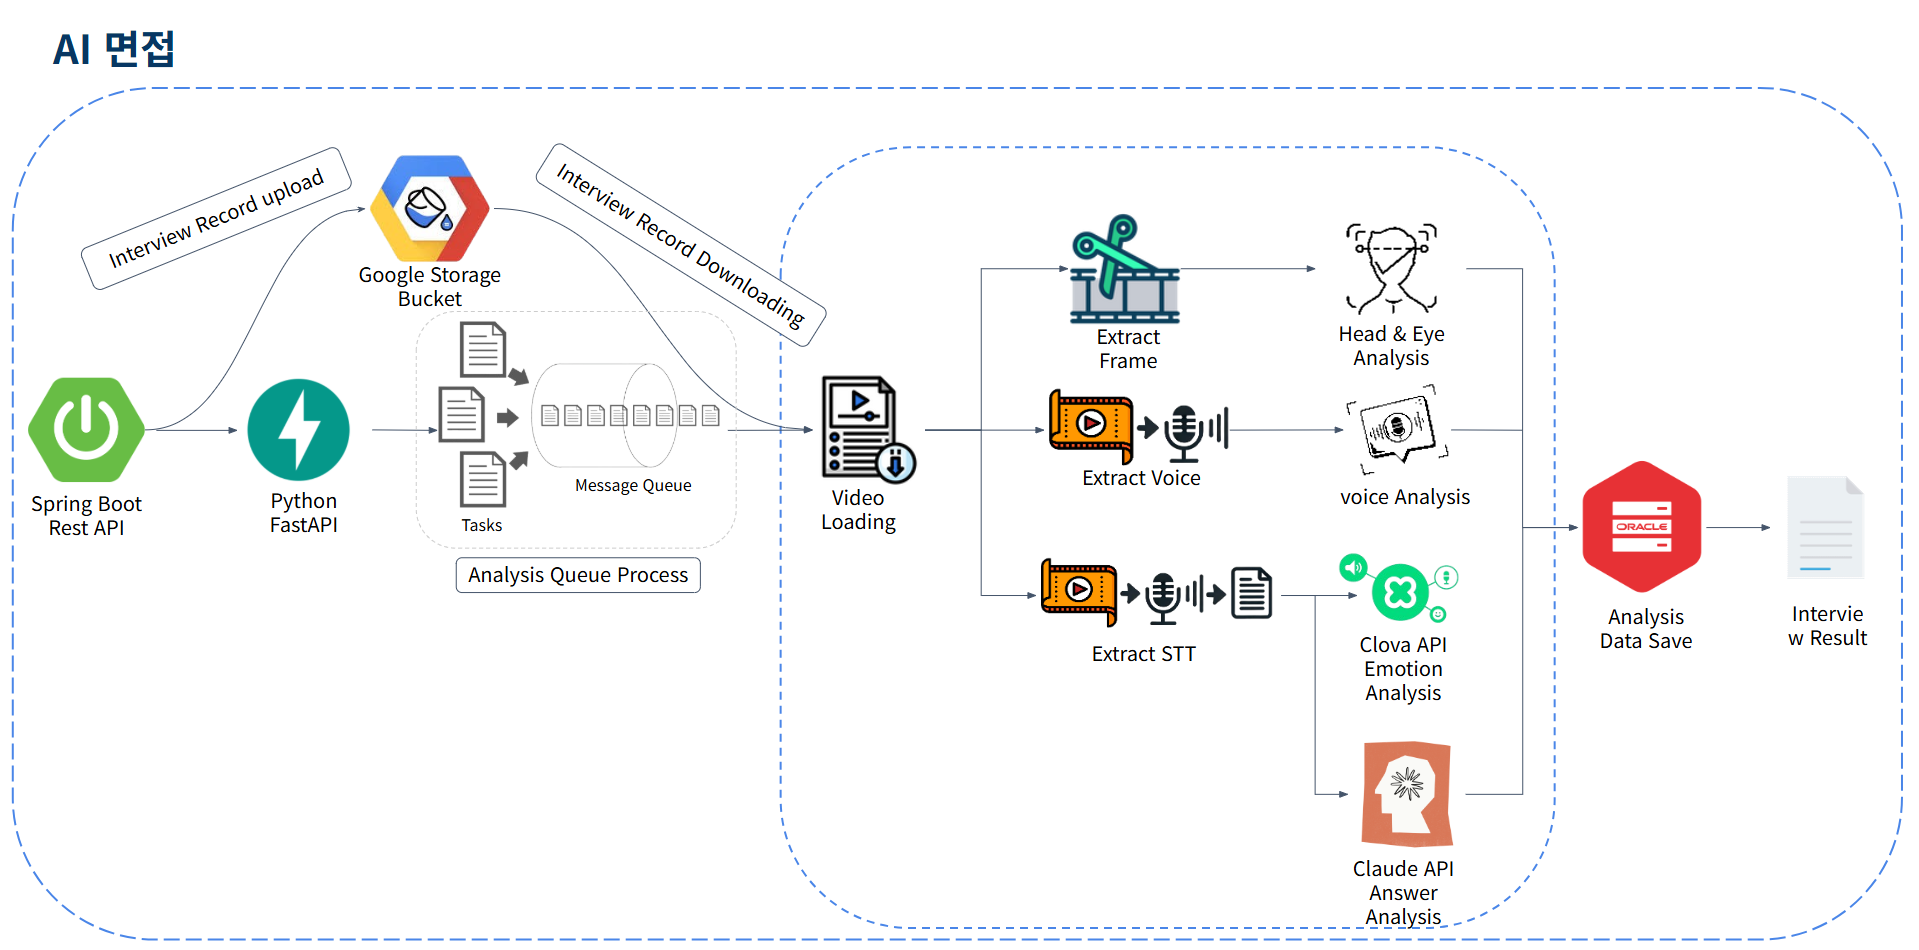 AI 면접
Interview Record upload
Interview Record Downloading
Google Storage
Bucket
Spring Boot
Rest API
Python
FastAPI
Tasks
Message Queue
Analysis Queue Process
Video
Loading
Extract
Frame
Head & Eye
Analysis
Extract Voice
voice Analysis
Extract STT
Clova API
Emotion
Analysis
Claude API
Answer
Analysis
ORACLE
Analysis
Data Save
Intervie
w Result